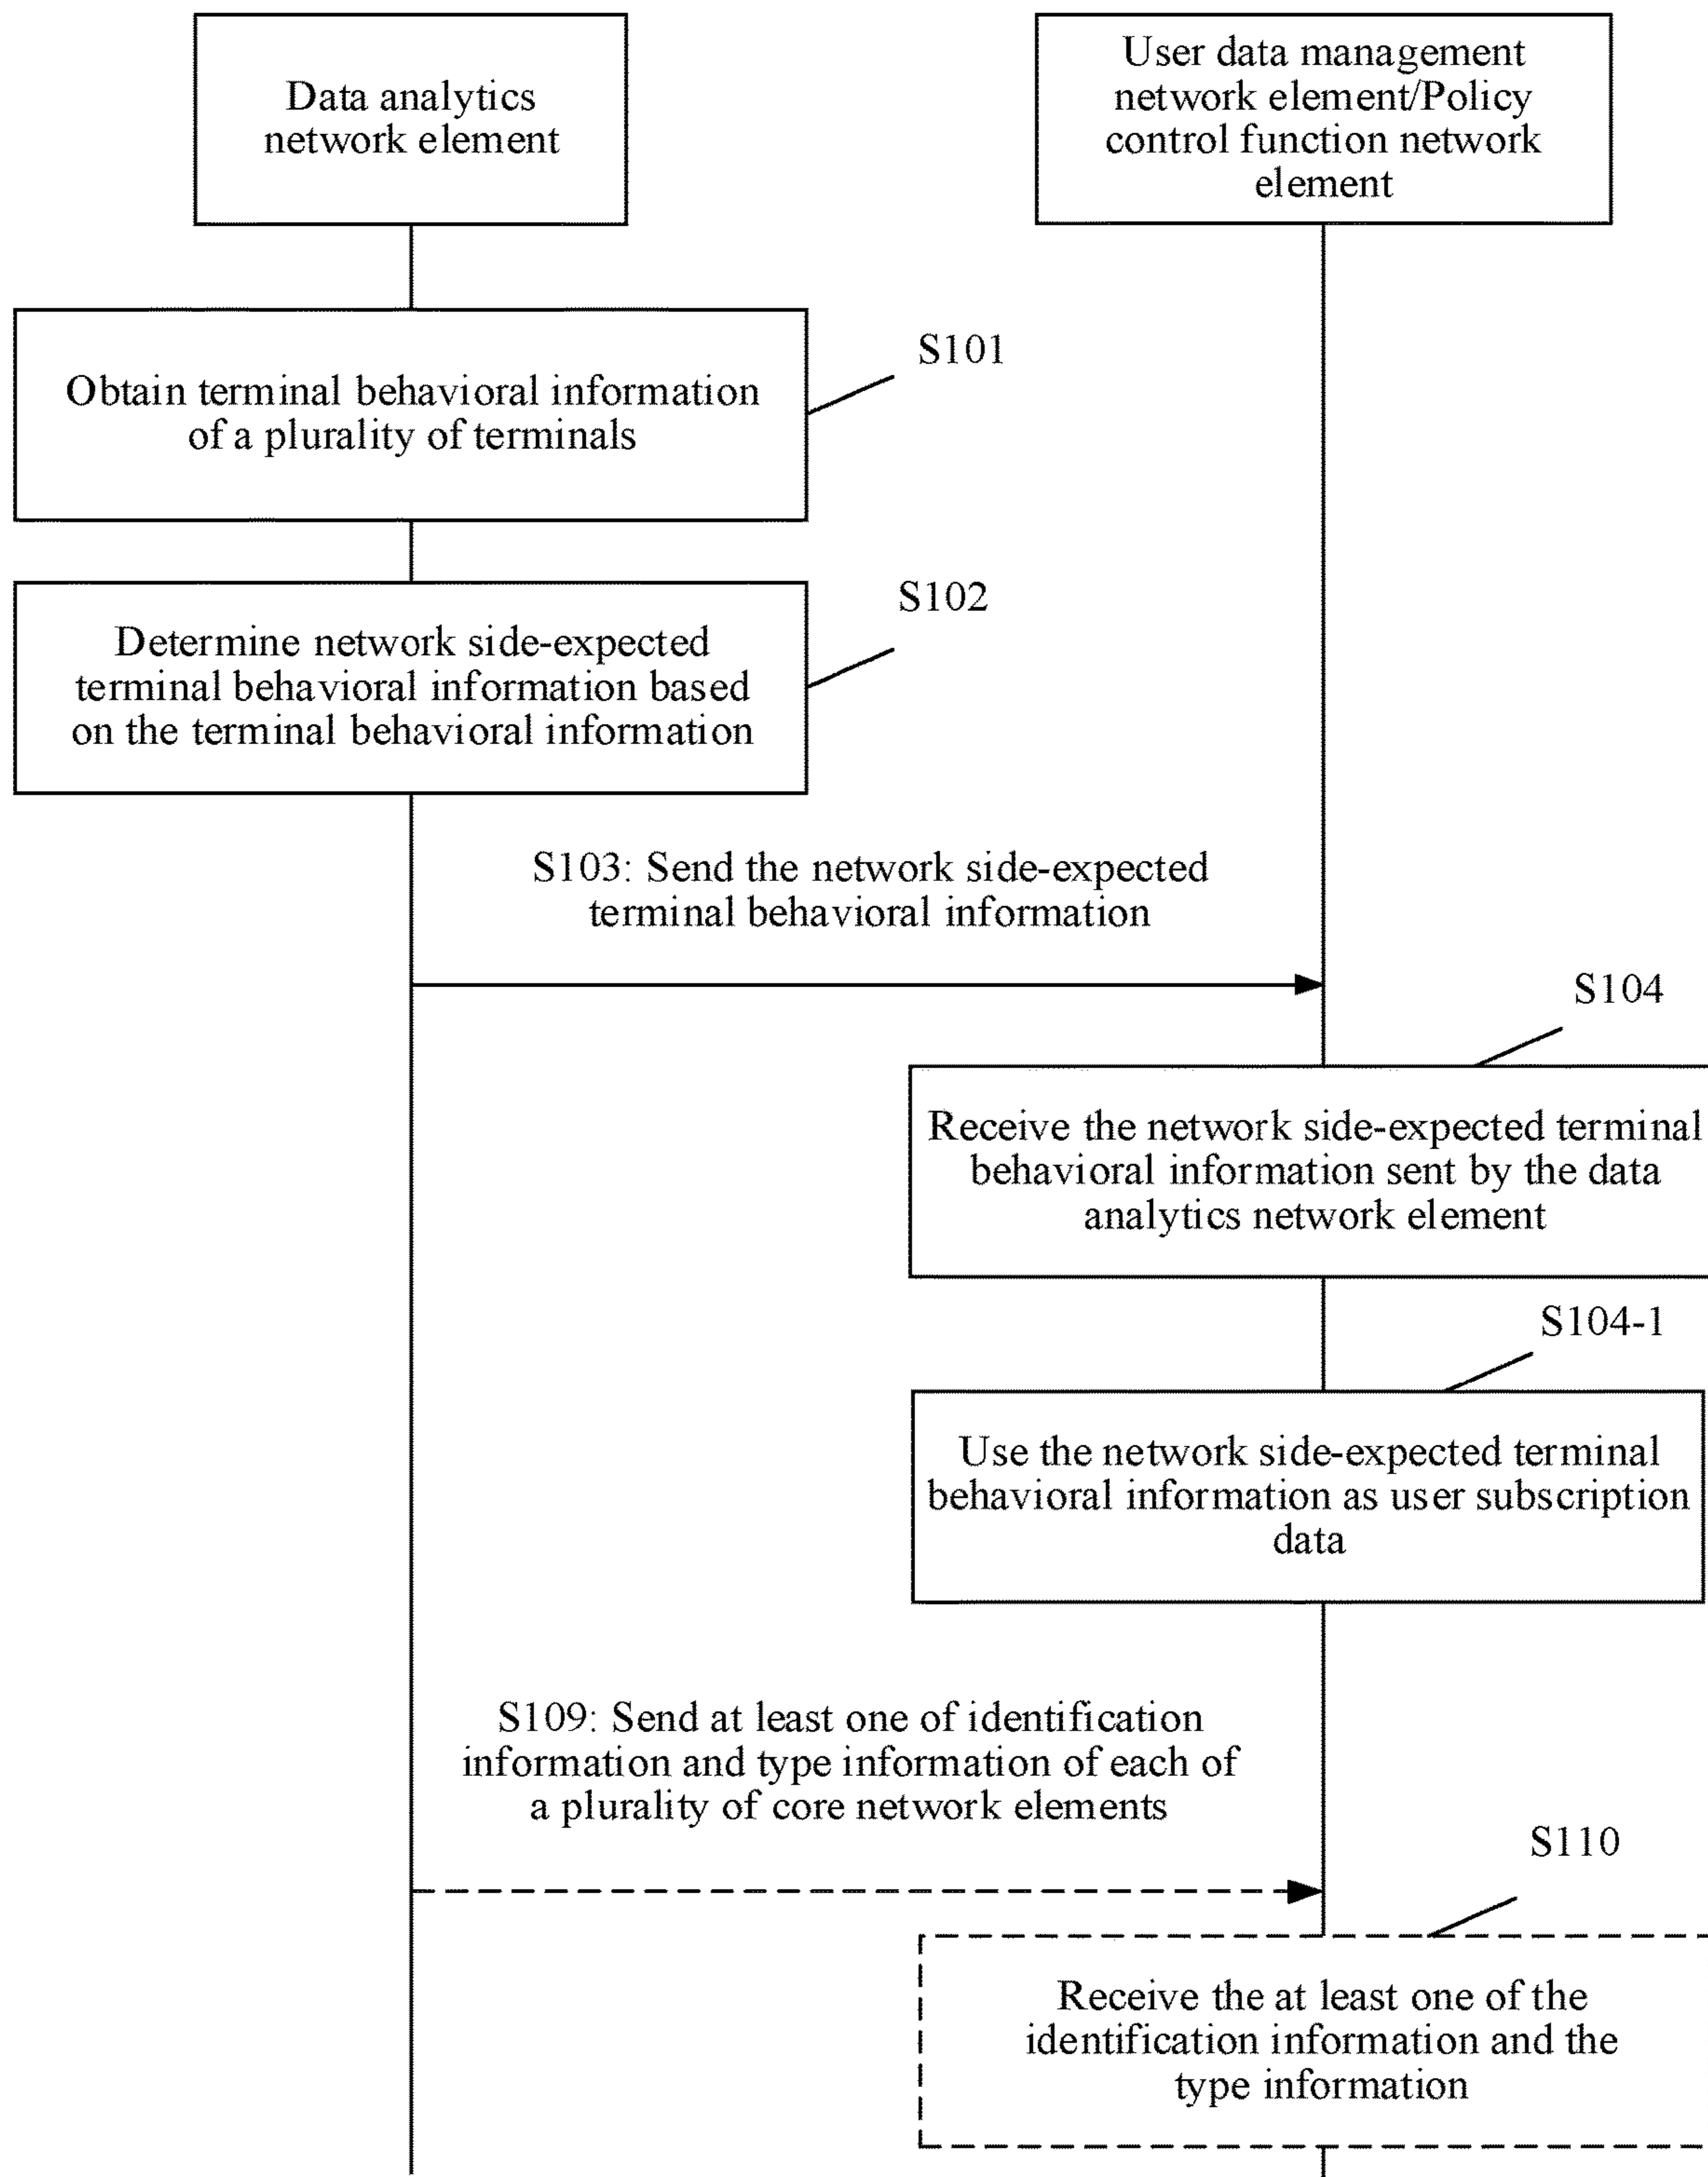 Data analytics
network element
User data management
network element/Policy
control function network
element
S101
Obtain terminal behavioral information
of a plurality of terminals
S102
Determine network side-expected
terminal behavioral information based
on the terminal behavioral information
S103: Send the network side-expected
terminal behavioral information
S104
Receive the network side-expected terminal
behavioral information sent by the data
analytics network element
S104-1
Use the network side-expected terminal
behavioral information as user subscription
data
S109: Send at least one of identification
information and type information of each of
a plurality of core network elements
S110
Receive the at least one of the
identification information and the
type information